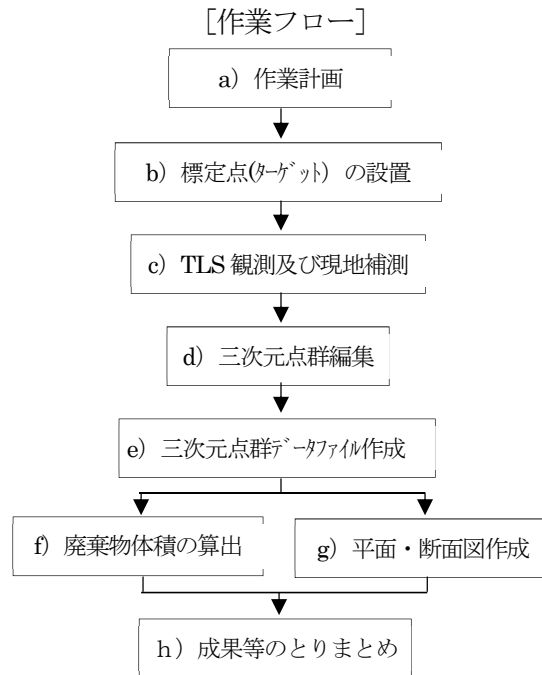 ［作業フロー］
a）作業計画
b）標定点(ﾀｰｹﾞｯﾄ）の設置
c）TLS 観測及び現地補測
d）三次元点群編集
e）三次元点群ﾃﾞｰﾀﾌｧｲﾙ作成
f）廃棄物体積の算出
g）平面・断面図作成
ｈ）成果等のとりまとめ